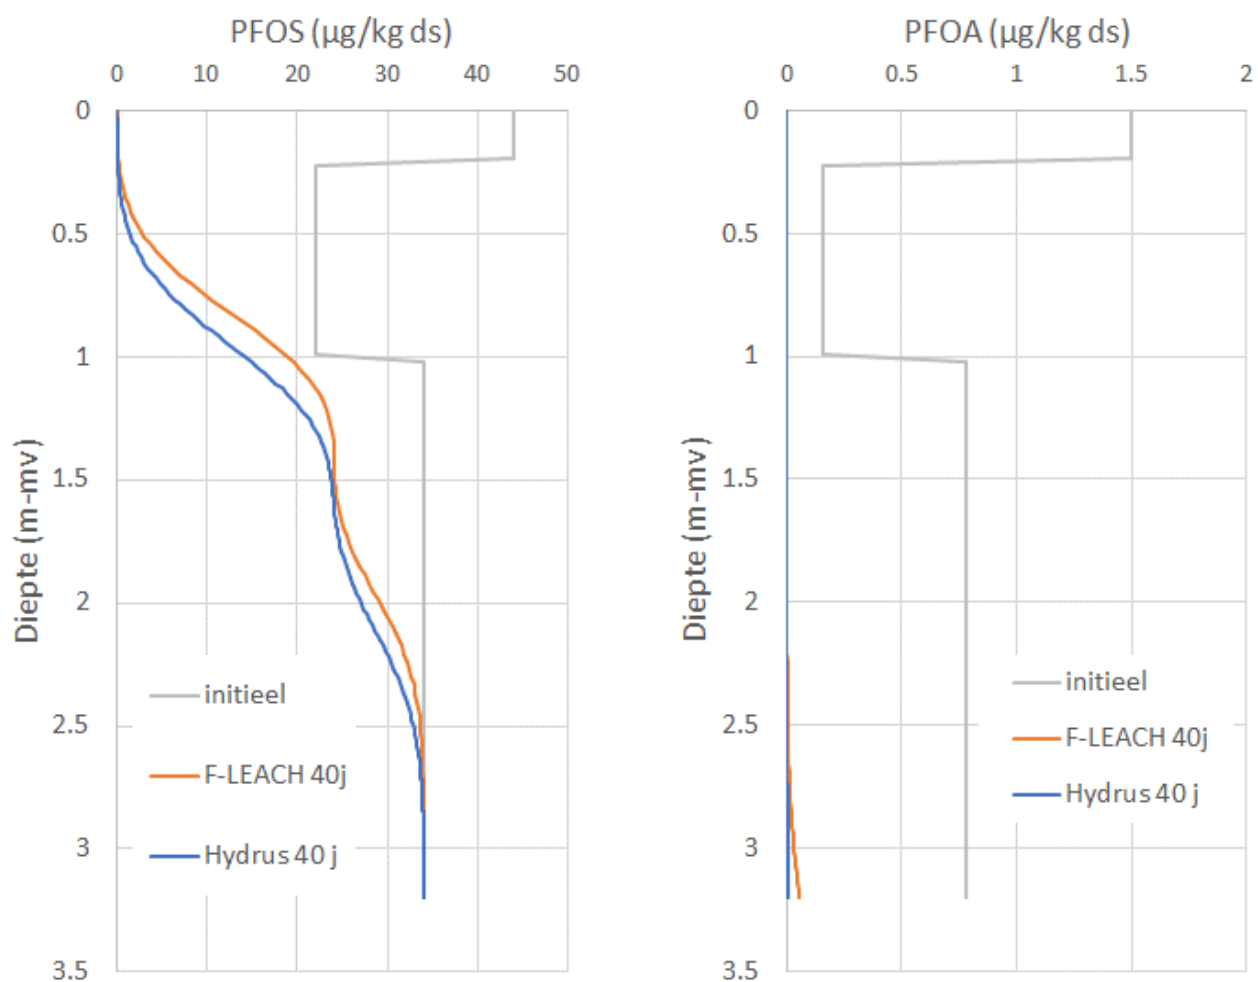 PFOS (µg/kg ds)
0 10 20 30 40 50
0
0.5
1
1.5
2
2.5
3
3.5
Diepte (m-mv)
initieel
F-LEACH 40j
Hydrus 40 j
PFOA (µg/kg ds)
0 0.5 1 1.5 2
0
0.5
1
1.5
2
2.5
3
3.5
Diepte (m-mv)
initieel
F-LEACH 40j
Hydrus 40 j